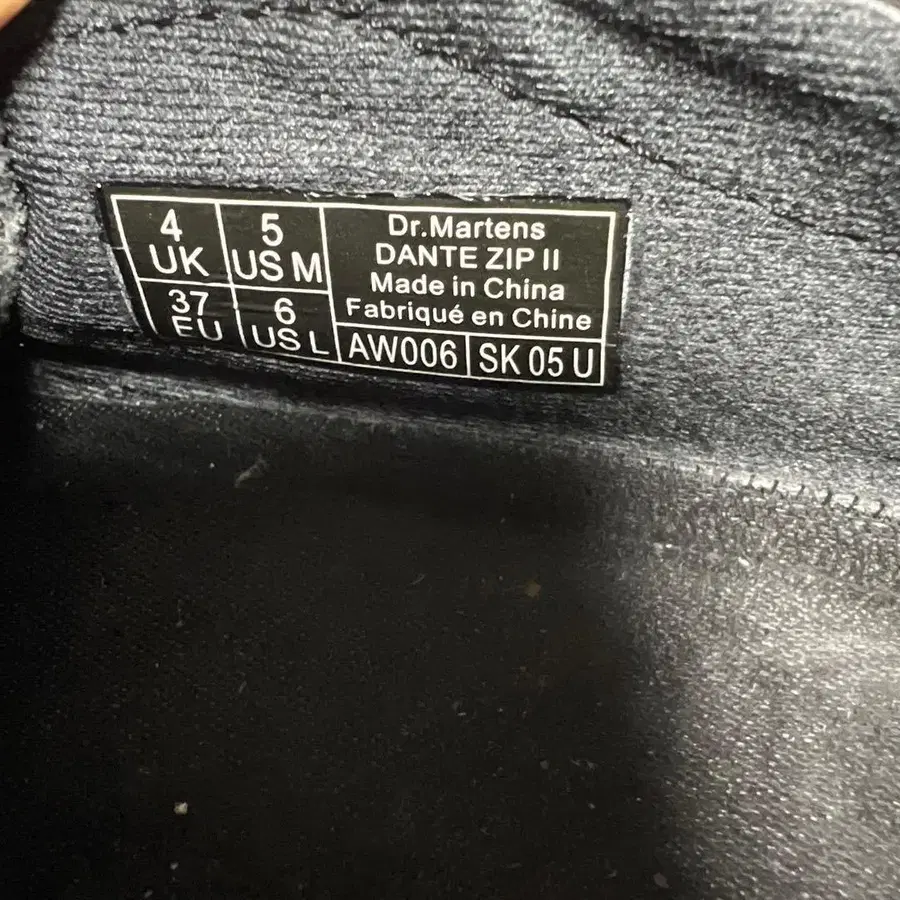 4 UK
5 US M
37 EU
6 US L
Dr.Martens
DANTE ZIP II
Made in China
Fabriqué en Chine
AW006 SK 05 U